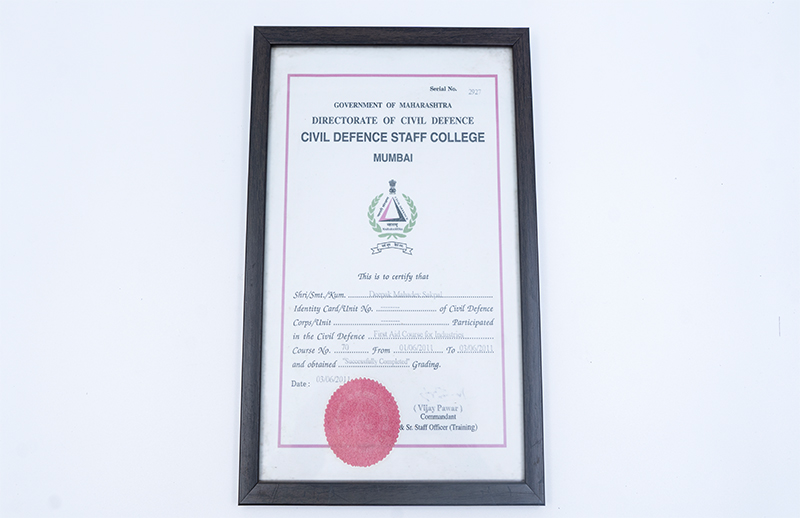 Serial No. 2927
GOVERNMENT OF MAHARASHTRA
DIRECTORATE OF CIVIL DEFENCE
CIVIL DEFENCE STAFF COLLEGE
MUMBAI
This is to certify that
Shri/Smt./Kum. Deepak Mahadev Sakpal
Identity Card/Unit No. ---------- of Civil Defence
Corps/Unit ---------- Participated
in the Civil Defence First Aid Course for Industries
Course No. 70 From 01/06/2011 To 03/06/2011
and obtained "Successfully Completed" Grading.
Date : 03/06/2011
( Vijay Pawar )
Commandant
& Sr. Staff Officer (Training)